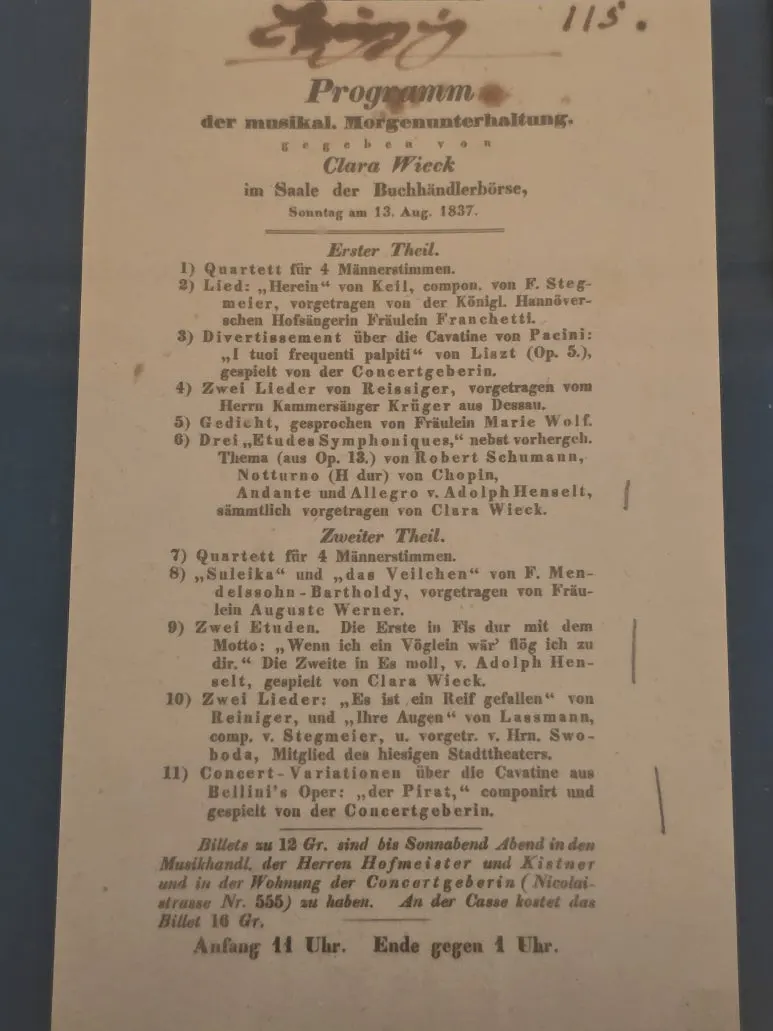 Leipzig
115.
Programm
der musikal. Morgenunterhaltung.
gegeben von
Clara Wieck
im Saale der Buchhändlerbörse,
Sonntag am 13. Aug. 1837.
Erster Theil.
1) Quartett für 4 Männerstimmen.
2) Lied: „Herein“ von Keil, compon. von F. Steg-
meier, vorgetragen von der Königl. Hannöver-
schen Hofsängerin Fräulein Franchetti.
3) Divertissement über die Cavatine von Pacini:
„I tuoi frequenti palpiti“ von Liszt (Op. 5.),
gespielt von der Concertgeberin.
4) Zwei Lieder von Reissiger, vorgetragen vom
Herrn Kammersänger Krüger aus Dessau.
5) Gedicht, gesprochen von Fräulein Marie Wolf.
6) Drei „Etudes Symphoniques,“ nebst vorhergeh.
Thema (aus Op. 13.) von Robert Schumann,
Notturno (H dur) von Chopin,
Andante und Allegro v. Adolph Henselt,
sämmtlich vorgetragen von Clara Wieck.
Zweiter Theil.
7) Quartett für 4 Männerstimmen.
8) „Suleika“ und „das Veilchen“ von F. Men-
delssohn-Bartholdy, vorgetragen von Fräu-
lein Auguste Werner.
9) Zwei Etuden. Die Erste in Fis dur mit dem
Motto: „Wenn ich ein Vöglein wär’ flög ich zu
dir.“ Die Zweite in Es moll, v. Adolph Hen-
selt, gespielt von Clara Wieck.
10) Zwei Lieder: „Es ist ein Reif gefallen“ von
Reiniger, und „Ihre Augen“ von Lassmann,
comp. v. Stegmeier, u. vorgetr. v. Hrn. Swo-
boda, Mitglied des hiesigen Stadttheaters.
11) Concert-Variationen über die Cavatine aus
Bellini's Oper: „der Pirat,“ componirt und
gespielt von der Concertgeberin.
Billets zu 12 Gr. sind bis Sonnabend Abend in den
Musikhandl. der Herren Hofmeister und Kistner
und in der Wohnung der Concertgeberin (Nicolai-
strasse Nr. 555) zu haben. An der Casse kostet das
Billet 16 Gr.
Anfang 11 Uhr. Ende gegen 1 Uhr.